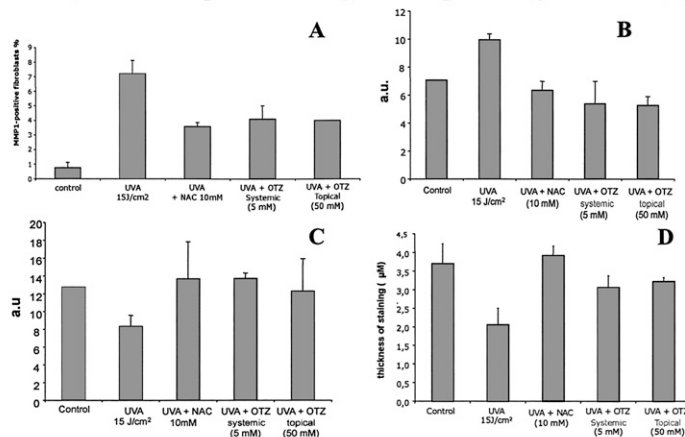 A
MMP1-positive fibroblasts %
9
8
7
6
5
4
3
2
1
0
control
UVA
15J/cm2
UVA
+ NAC 10mM
UVA + OTZ
Systemic
(5 mM)
UVA + OTZ
Topical
(50 mM)
B
a.u.
12
10
8
6
4
2
0
Control
UVA
15 J/cm²
UVA + NAC
(10 mM)
UVA + OTZ
systemic
(5 mM)
UVA + OTZ
topical
(50 mM)
C
a.u
20
18
16
14
12
10
8
6
4
2
0
Control
UVA
15 J/cm²
UVA + NAC
10mM
UVA + OTZ
systemic
(5 mM)
UVA + OTZ
topical
(50 mM)
D
thickness of staining ( µM)
4,5
4,0
3,5
3,0
2,5
2,0
1,5
1,0
0,5
0,0
Control
UVA
15J/cm²
UVA + NAC
(10 mM)
UVA + OTZ
Systemic
(5 mM)
UVA + OTZ
Topical
(50 mM)